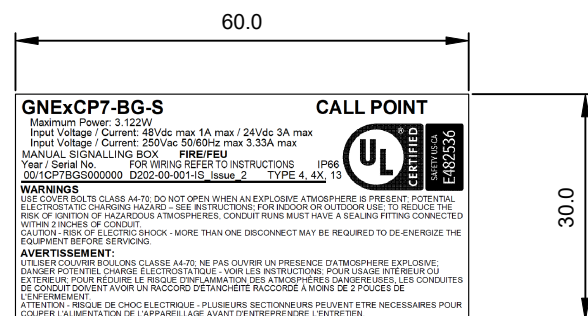 60.0
30.0
GNExCP7-BG-S CALL POINT
Maximum Power: 3.122W
Input Voltage / Current: 48Vdc max 1A max / 24Vdc 3A max
Input Voltage / Current: 250Vac 50/60Hz max 3.33A max
MANUAL SIGNALLING BOX FIRE/FEU
Year / Serial No. FOR WIRING REFER TO INSTRUCTIONS IP66
00/1CP7BGS000000 D202-00-001-IS_Issue_2 TYPE 4, 4X, 13
UL ®
CERTIFIED
SAFETY US CA
E482536
WARNINGS
USE COVER BOLTS CLASS A4-70; DO NOT OPEN WHEN AN EXPLOSIVE ATMOSPHERE IS PRESENT; POTENTIAL
ELECTROSTATIC CHARGING HAZARD – SEE INSTRUCTIONS; FOR INDOOR OR OUTDOOR USE; TO REDUCE THE
RISK OF IGNITION OF HAZARDOUS ATMOSPHERES, CONDUIT RUNS MUST HAVE A SEALING FITTING CONNECTED
WITHIN 2 INCHES OF CONDUIT.
CAUTION - RISK OF ELECTRIC SHOCK - MORE THAN ONE DISCONNECT MAY BE REQUIRED TO DE-ENERGIZE THE
EQUIPMENT BEFORE SERVICING.
AVERTISSEMENT:
UTILISER COUVRIR BOULONS CLASSE A4-70; NE PAS OUVRIR UN PRESENCE D'ATMOSPHERE EXPLOSIVE;
DANGER POTENTIEL CHARGE ÉLECTROSTATIQUE - VOIR LES INSTRUCTIONS; POUR USAGE INTÉRIEUR OU
EXTERIEUR; POUR RÉDUIRE LE RISQUE D'INFLAMMATION DES ATMOSPHÈRES DANGEREUSES, LES CONDUITES
DE CONDUIT DOIVENT AVOIR UN RACCORD D'ÉTANCHEITÉ RACCORDÉ À MOINS DE 2 POUCES DE
L'ENFERMEMENT.
ATTENTION - RISQUE DE CHOC ELECTRIQUE - PLUSIEURS SECTIONNEURS PEUVENT ETRE NECESSAIRES POUR
COUPER L'ALIMENTATION DE L'APPAREILLAGE AVANT D'ENTREPRENDRE L'ENTRETIEN.